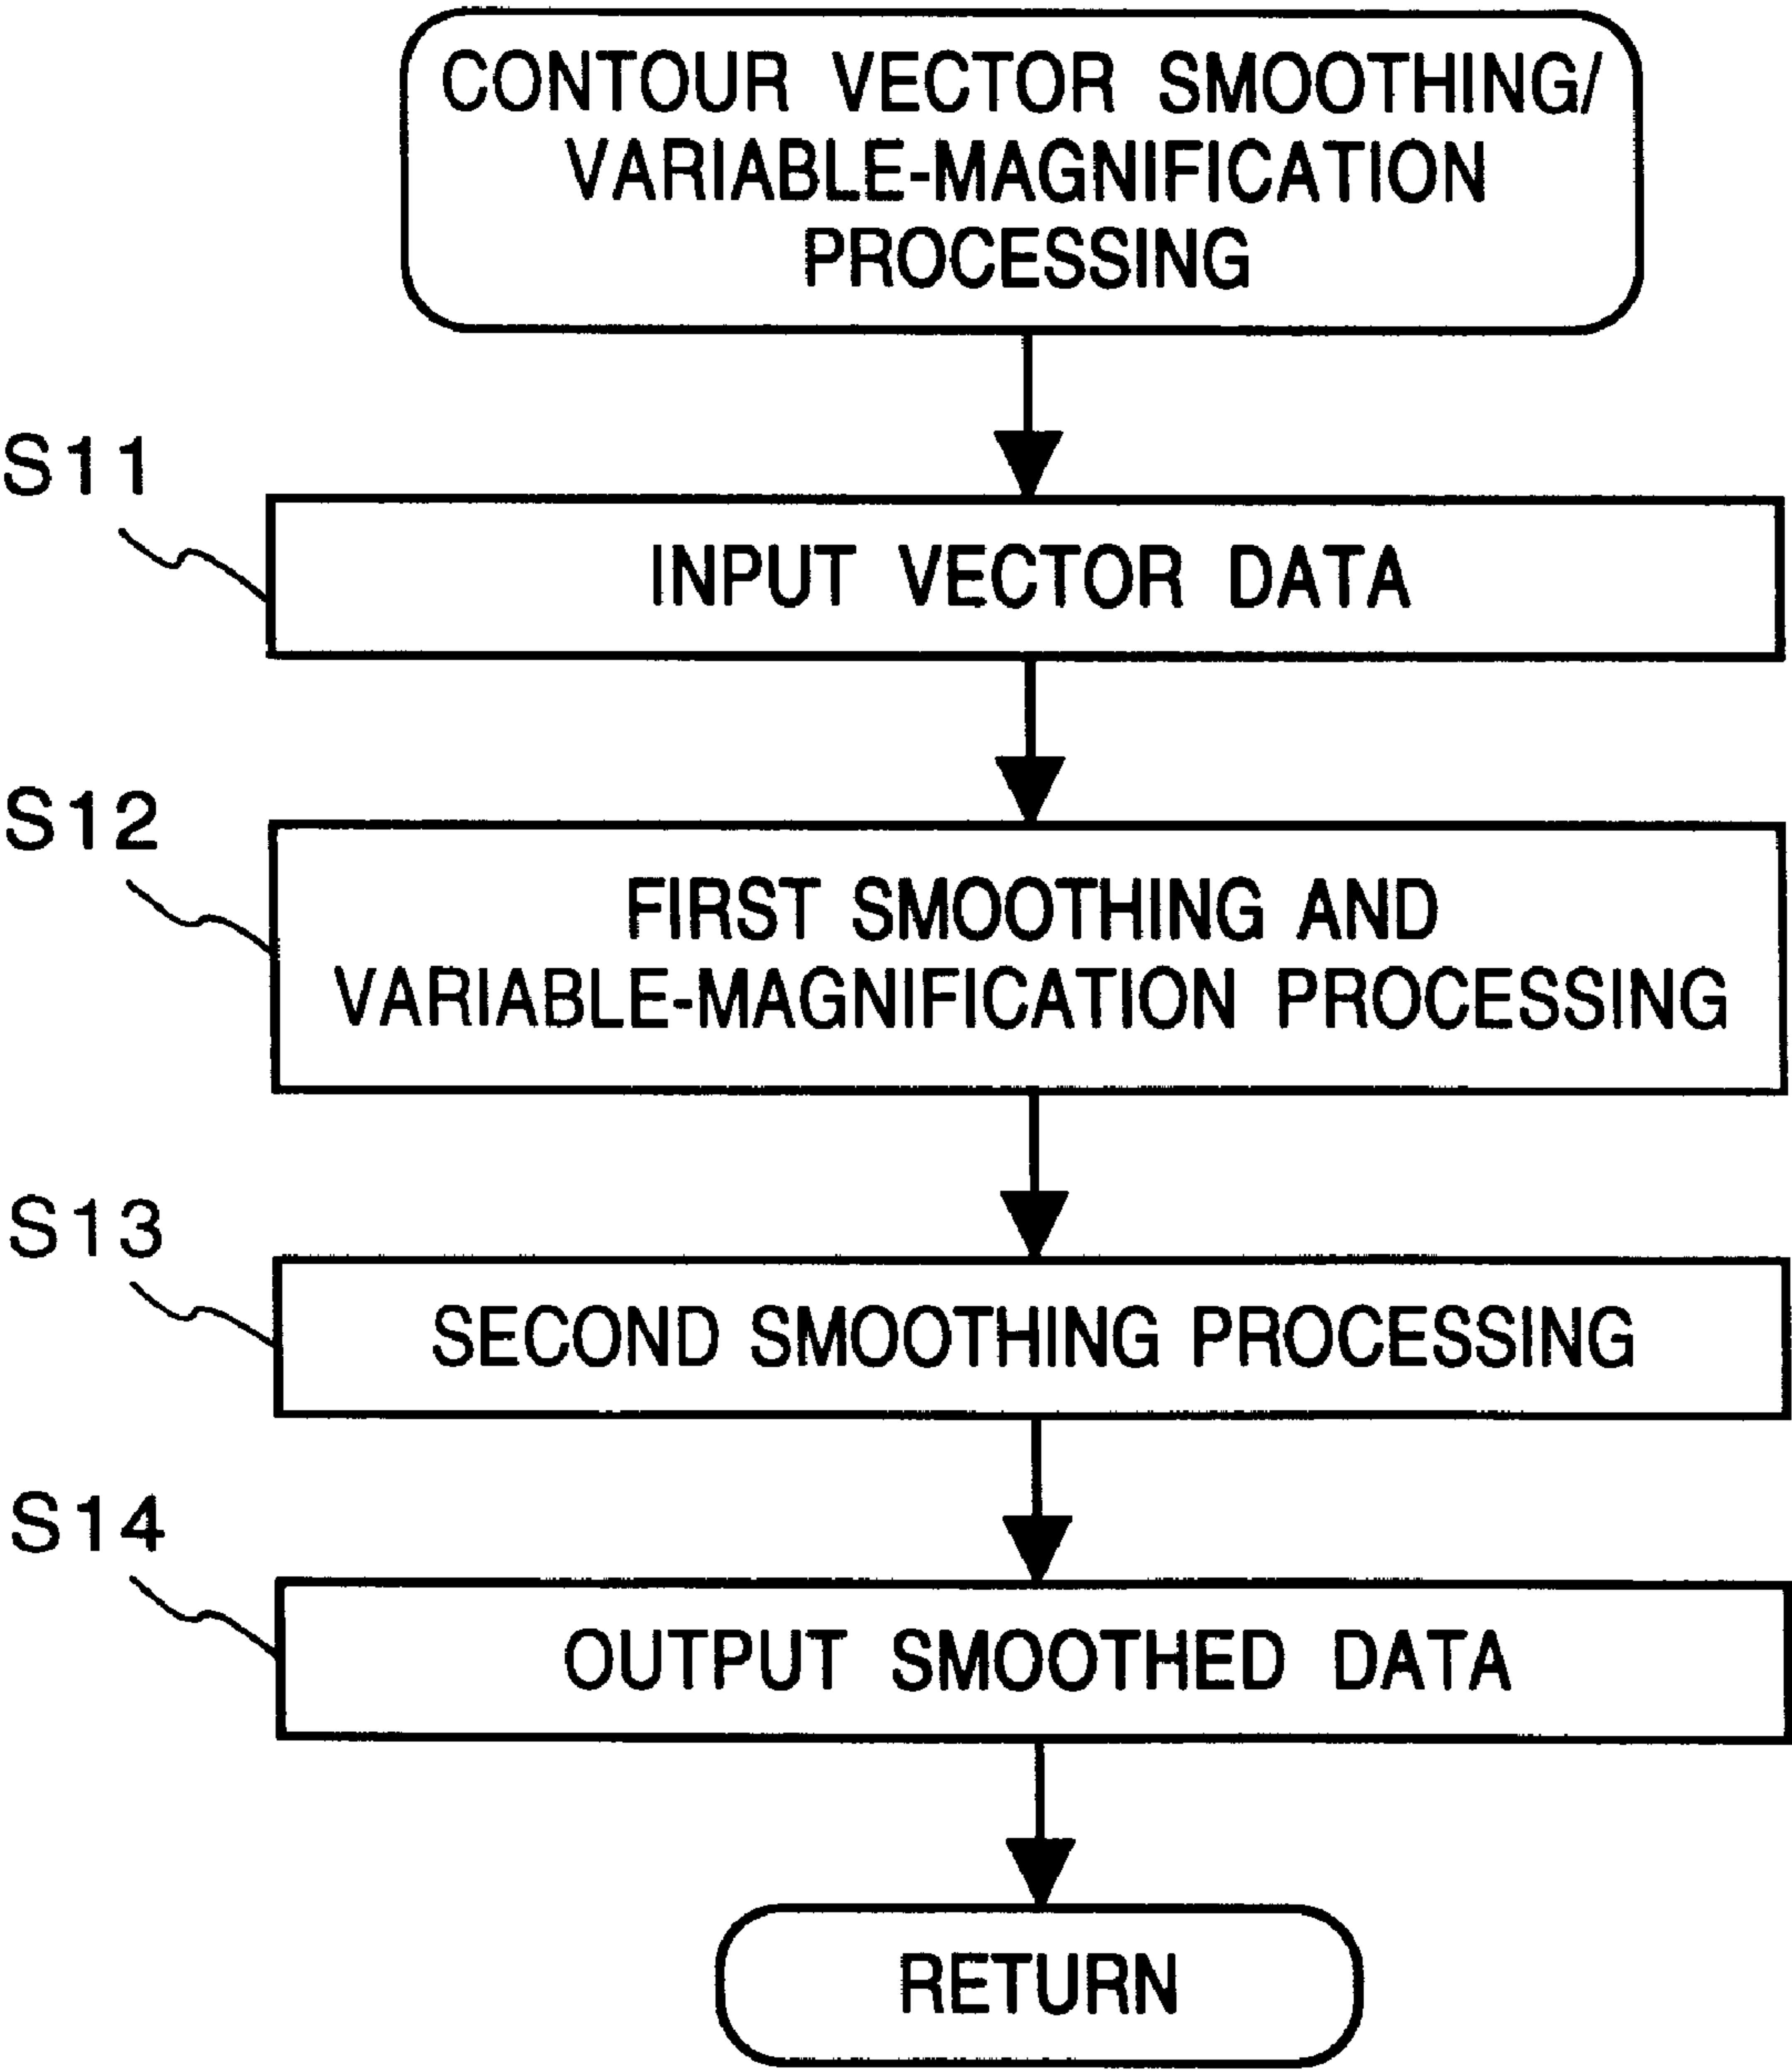 CONTOUR VECTOR SMOOTHING/
VARIABLE-MAGNIFICATION
PROCESSING
S11
INPUT VECTOR DATA
S12
FIRST SMOOTHING AND
VARIABLE-MAGNIFICATION PROCESSING
S13
SECOND SMOOTHING PROCESSING
S14
OUTPUT SMOOTHED DATA
RETURN